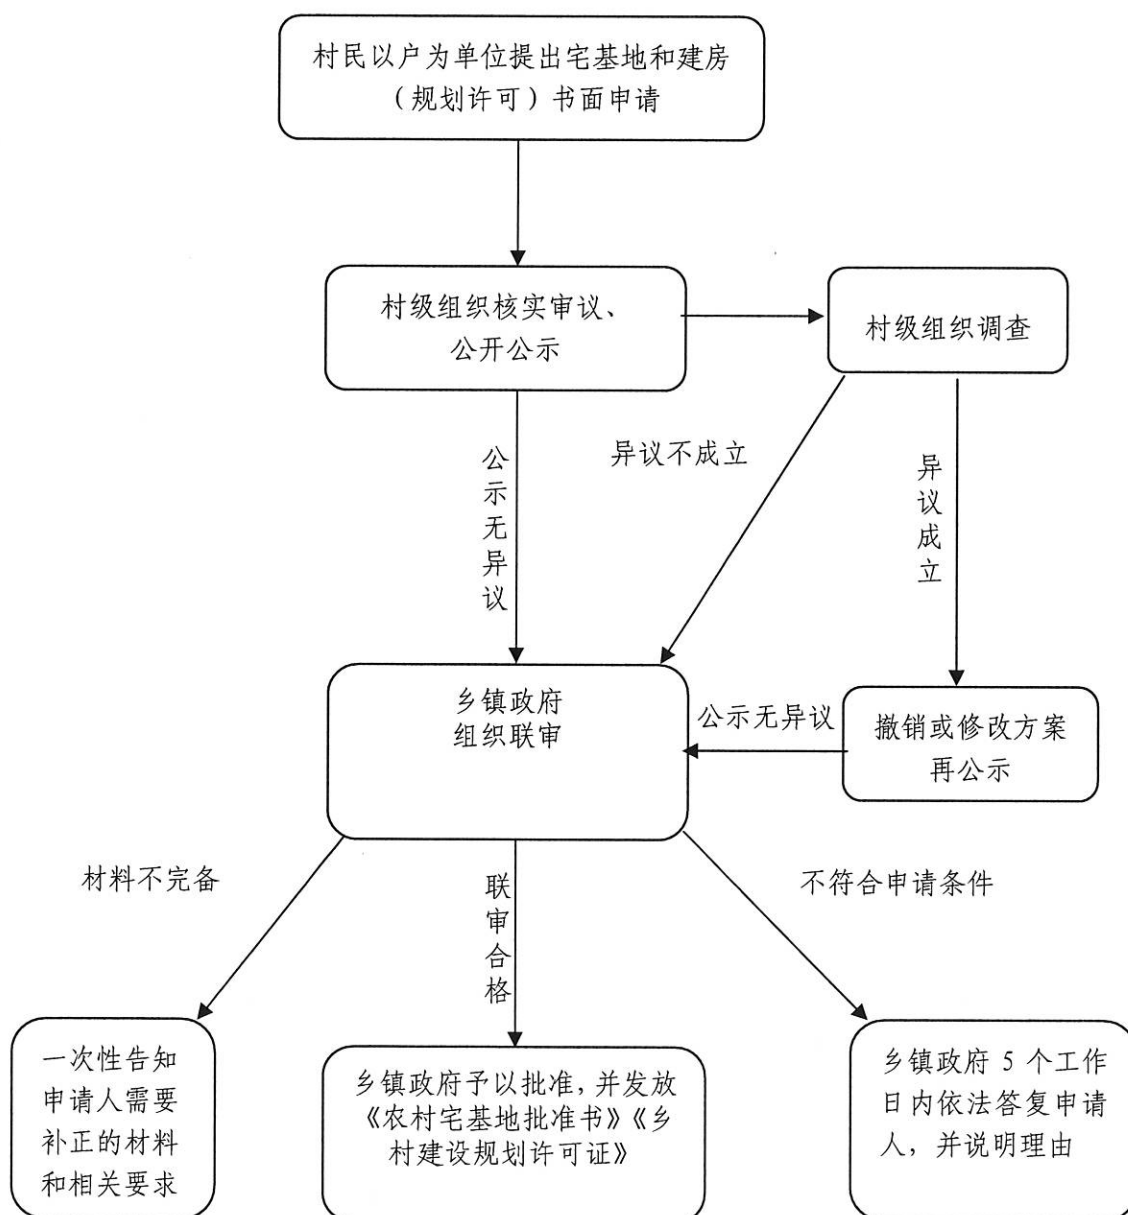 村民以户为单位提出宅基地和建房
（规划许可）书面申请
村级组织核实审议、
公开公示
村级组织调查
公示无异议
异议不成立
异议成立
乡镇政府
组织联审
公示无异议
撤销或修改方案
再公示
材料不完备
联审合格
不符合申请条件
一次性告知
申请人需要
补正的材料
和相关要求
乡镇政府予以批准，并发放
《农村宅基地批准书》《乡
村建设规划许可证》
乡镇政府 5 个工作
日内依法答复申请
人，并说明理由